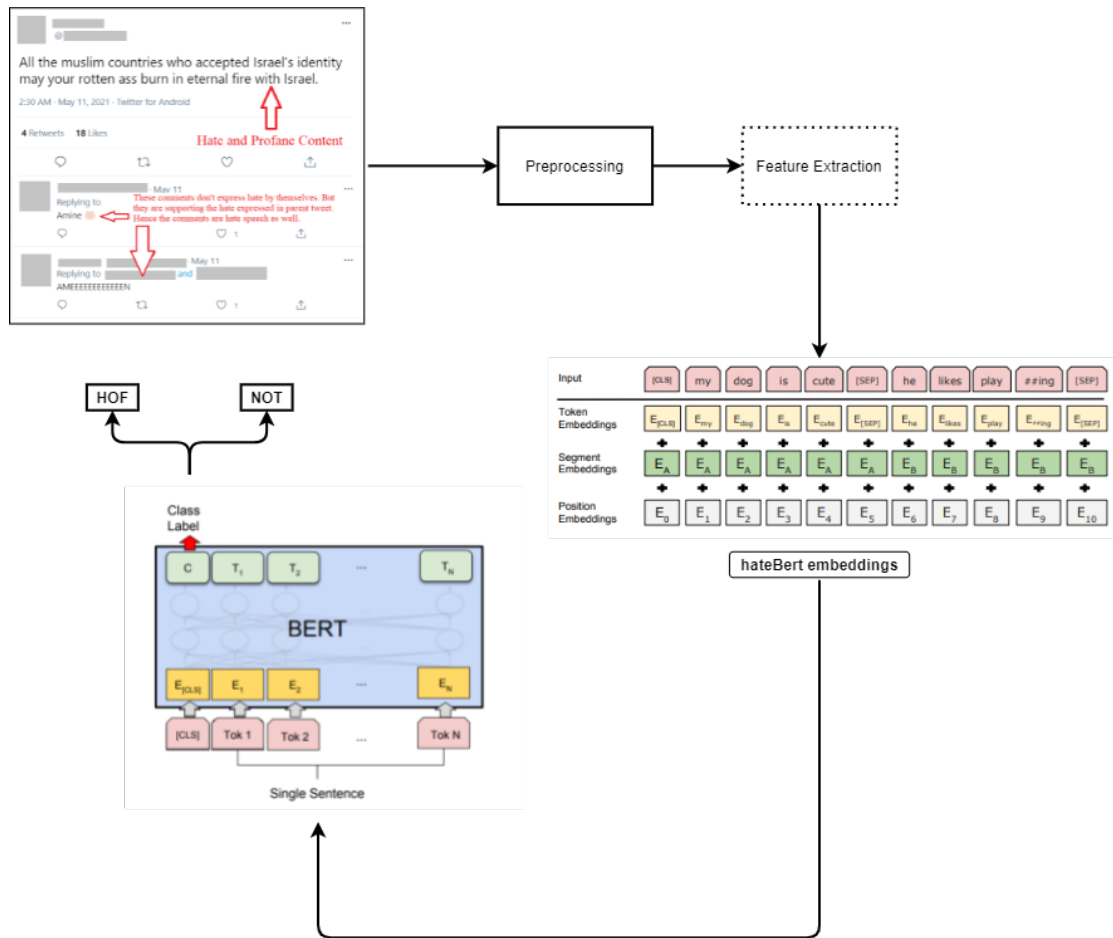 @
All the muslim countries who accepted Israel's identity
may your rotten ass burn in eternal fire with Israel.
2:30 AM · May 11, 2021 · Twitter for Android
4 Retweets 18 Likes
Hate and Profane Content
· May 11
Replying to
Amine
These comments don't express hate by themselves. But
they are supporting the hate expressed in parent tweet.
Hence the comments are hate speech as well.
1
· May 11
Replying to and
AMEEEEEEEEEEEN
1
Preprocessing
Feature Extraction
Input [CLS] my dog is cute [SEP] he likes play ##ing [SEP]
Token
Embeddings
E[CLS] Emy Edog Eis Ecute E[SEP] Ehe Elikes Eplay E##ing E[SEP]
Segment
Embeddings
EA EA EA EA EA EA EB EB EB EB EB
Position
Embeddings
E0 E1 E2 E3 E4 E5 E6 E7 E8 E9 E10
hateBert embeddings
HOF NOT
Class
Label
C T1 T2 ... TN
BERT
E[CLS] E1 E2 ... EN
[CLS] Tok 1 Tok 2 ... Tok N
Single Sentence